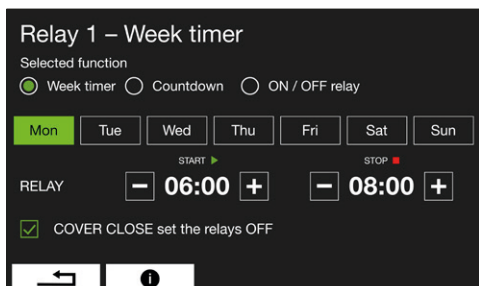 Relay 1 – Week timer
Selected function
Week timer Countdown ON / OFF relay
Mon Tue Wed Thu Fri Sat Sun
START STOP
RELAY − 06:00 + − 08:00 +
COVER CLOSE set the relays OFF
i